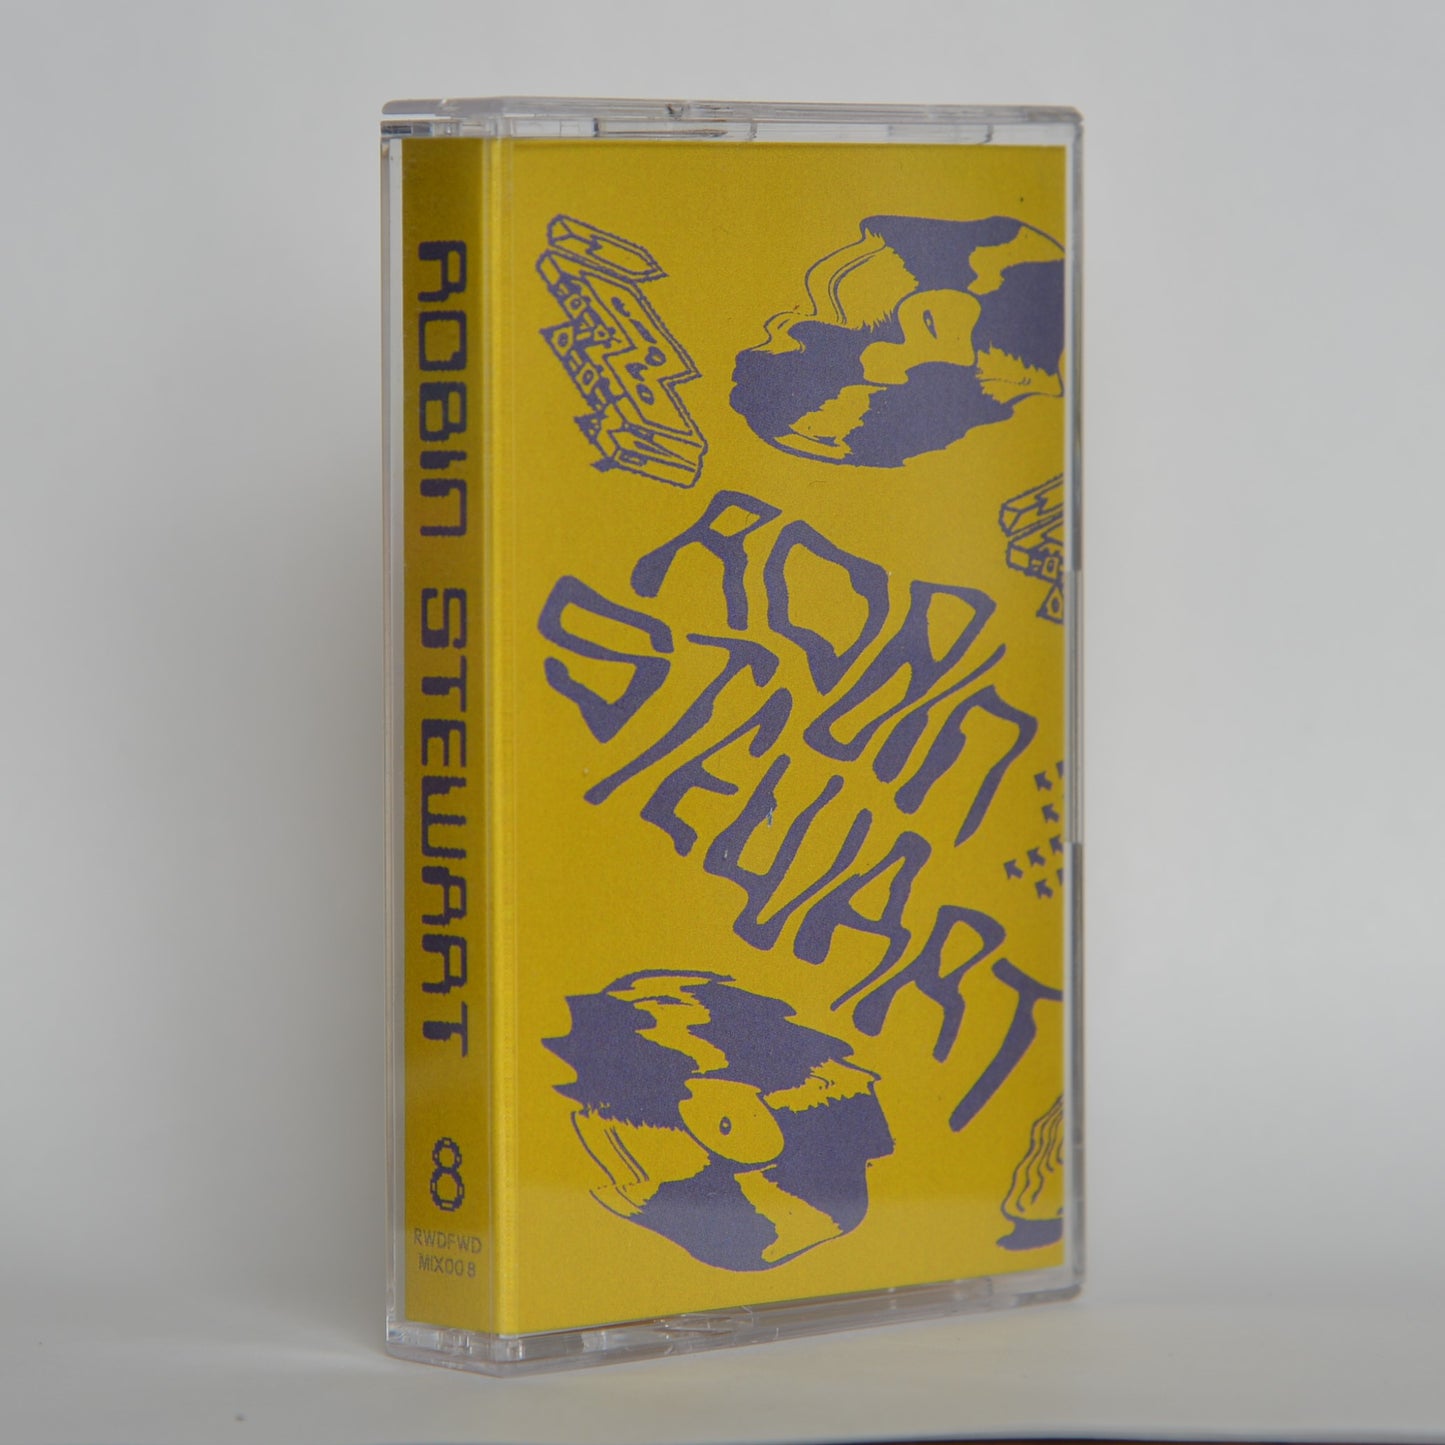 ROBIN STEWART
8
RWDFWD
MIX008
ROBIN
STEWART